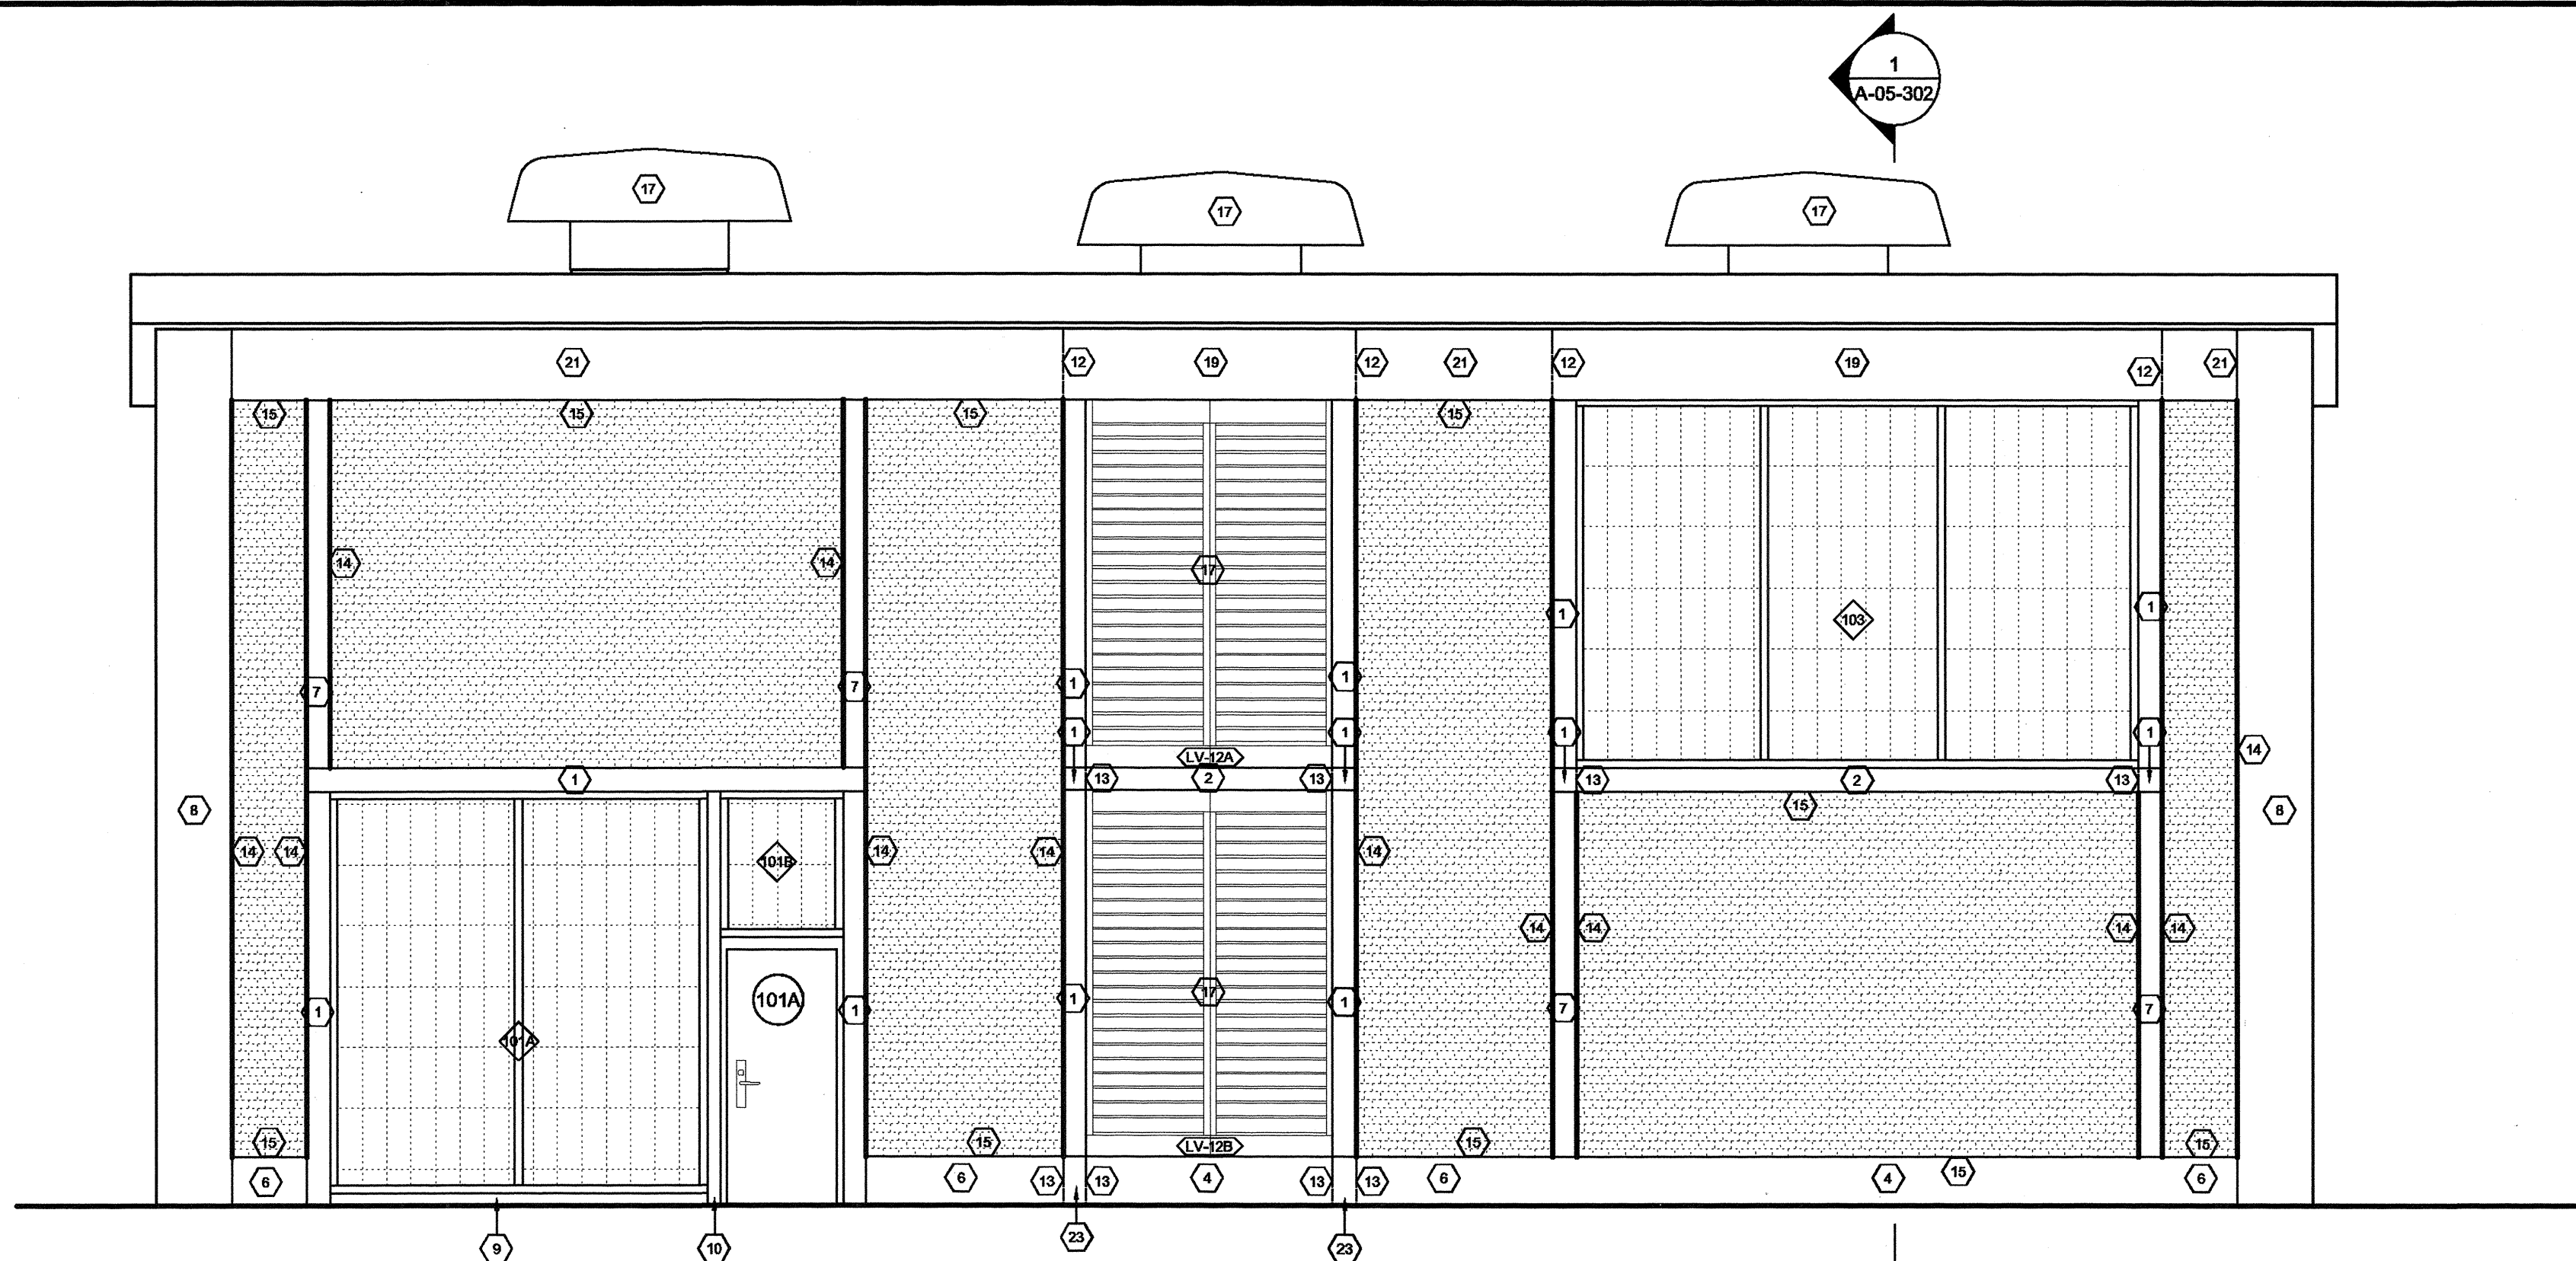 1
A-05-302
17
17 17
21 12 19 12 21 12 19 12 21
15 15 15 15
14 14 17
1 1 103
7 7 1 1
1 1 1 1
LV-12A 14
1 13 2 13 13 2 13
8 15 8
14 14 101B 14 14 14
14 14 14 14
101A 17
1 1 1 1 7 7
101A
15 15 LV-12B 15 15
6 6 13 13 4 13 13 6 4 15 6
9 10 23 23